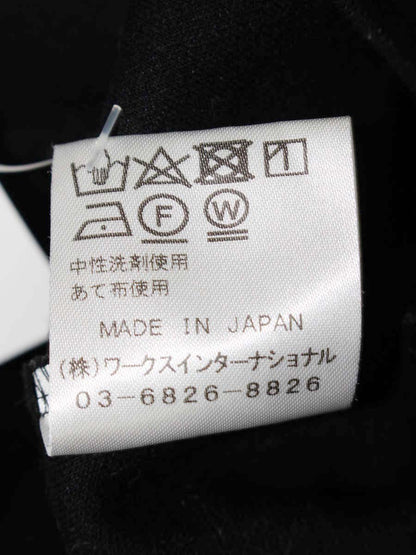 F W
中性洗剤使用
あて布使用
MADE IN JAPAN
(株)ワークスインターナショナル
03-6826-8826